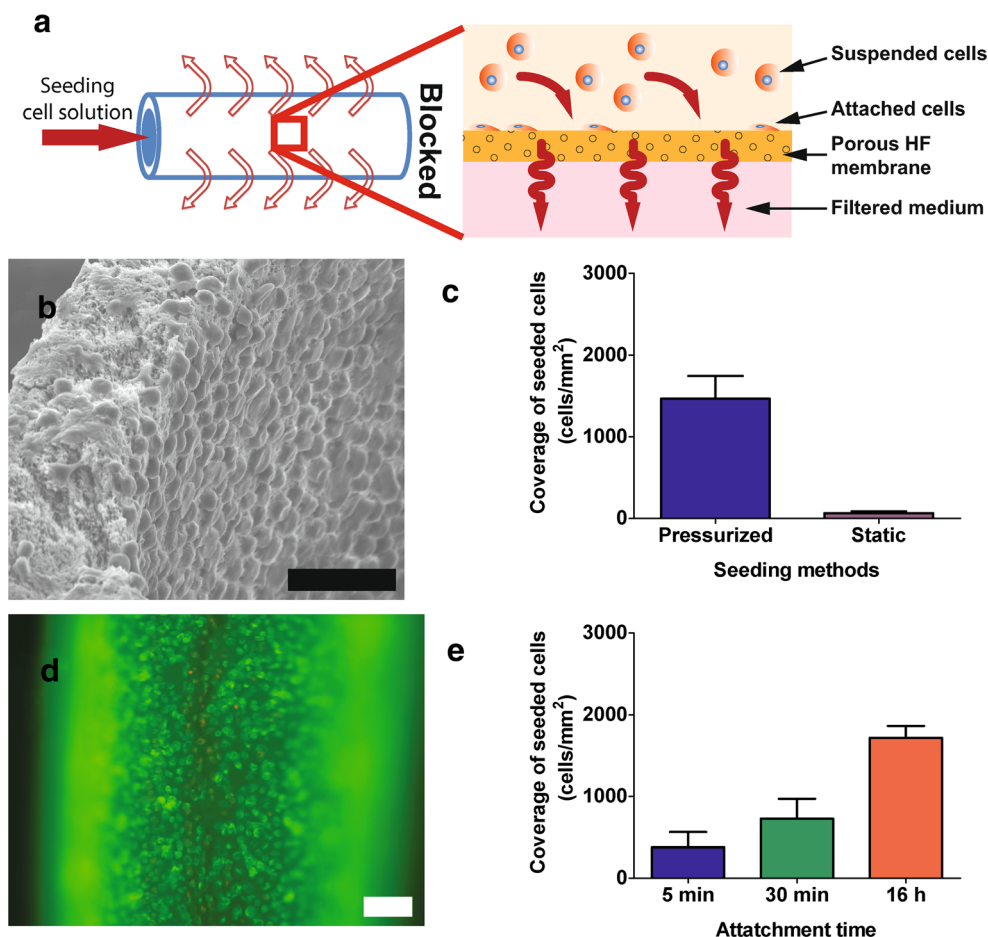 a
Seeding
cell solution
Blocked
Suspended cells
Attached cells
Porous HF
membrane
Filtered medium
b
c
Coverage of seeded cells
(cells/mm²)
3000
2000
1000
0
Pressurized
Static
Seeding methods
d
e
Coverage of seeded cells
(cells/mm²)
3000
2000
1000
0
5 min
30 min
16 h
Attatchment time